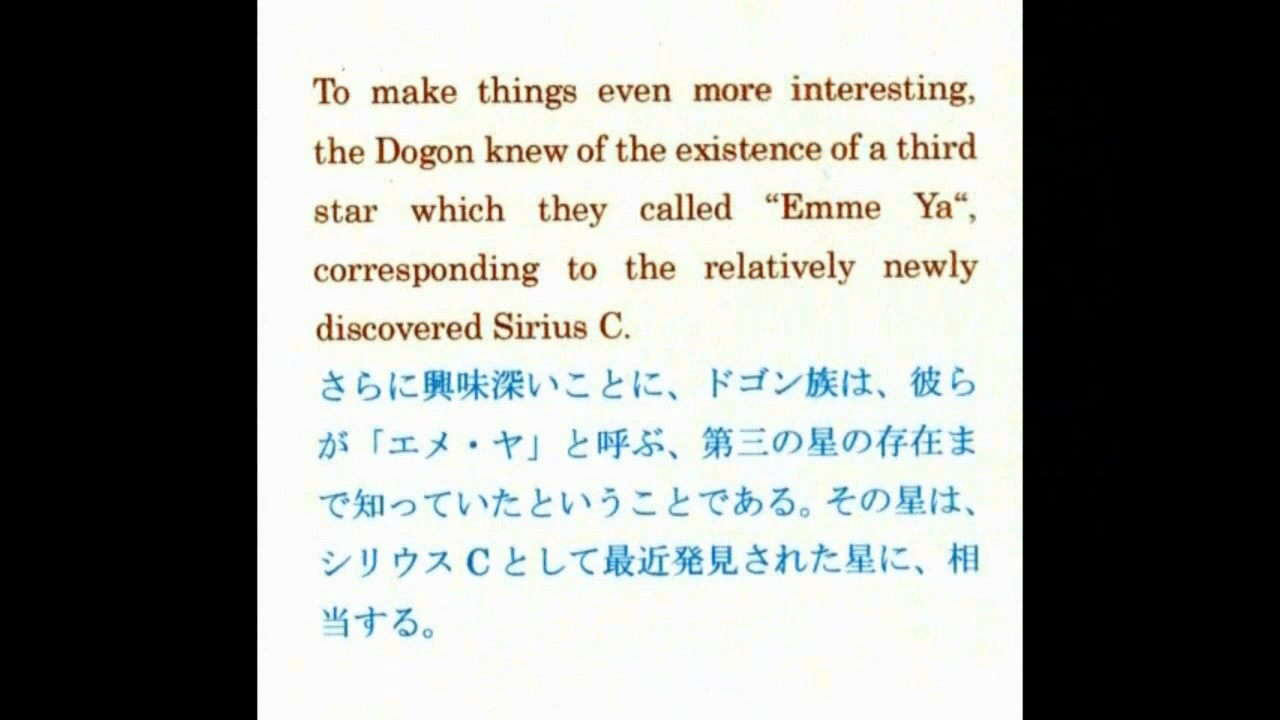 To make things even more interesting,
the Dogon knew of the existence of a third
star which they called “Emme Ya“,
corresponding to the relatively newly
discovered Sirius C.
さらに興味深いことに、ドゴン族は、彼ら
が「エメ・ヤ」と呼ぶ、第三の星の存在ま
で知っていたということである。その星は、
シリウス C として最近発見された星に、相
当する。